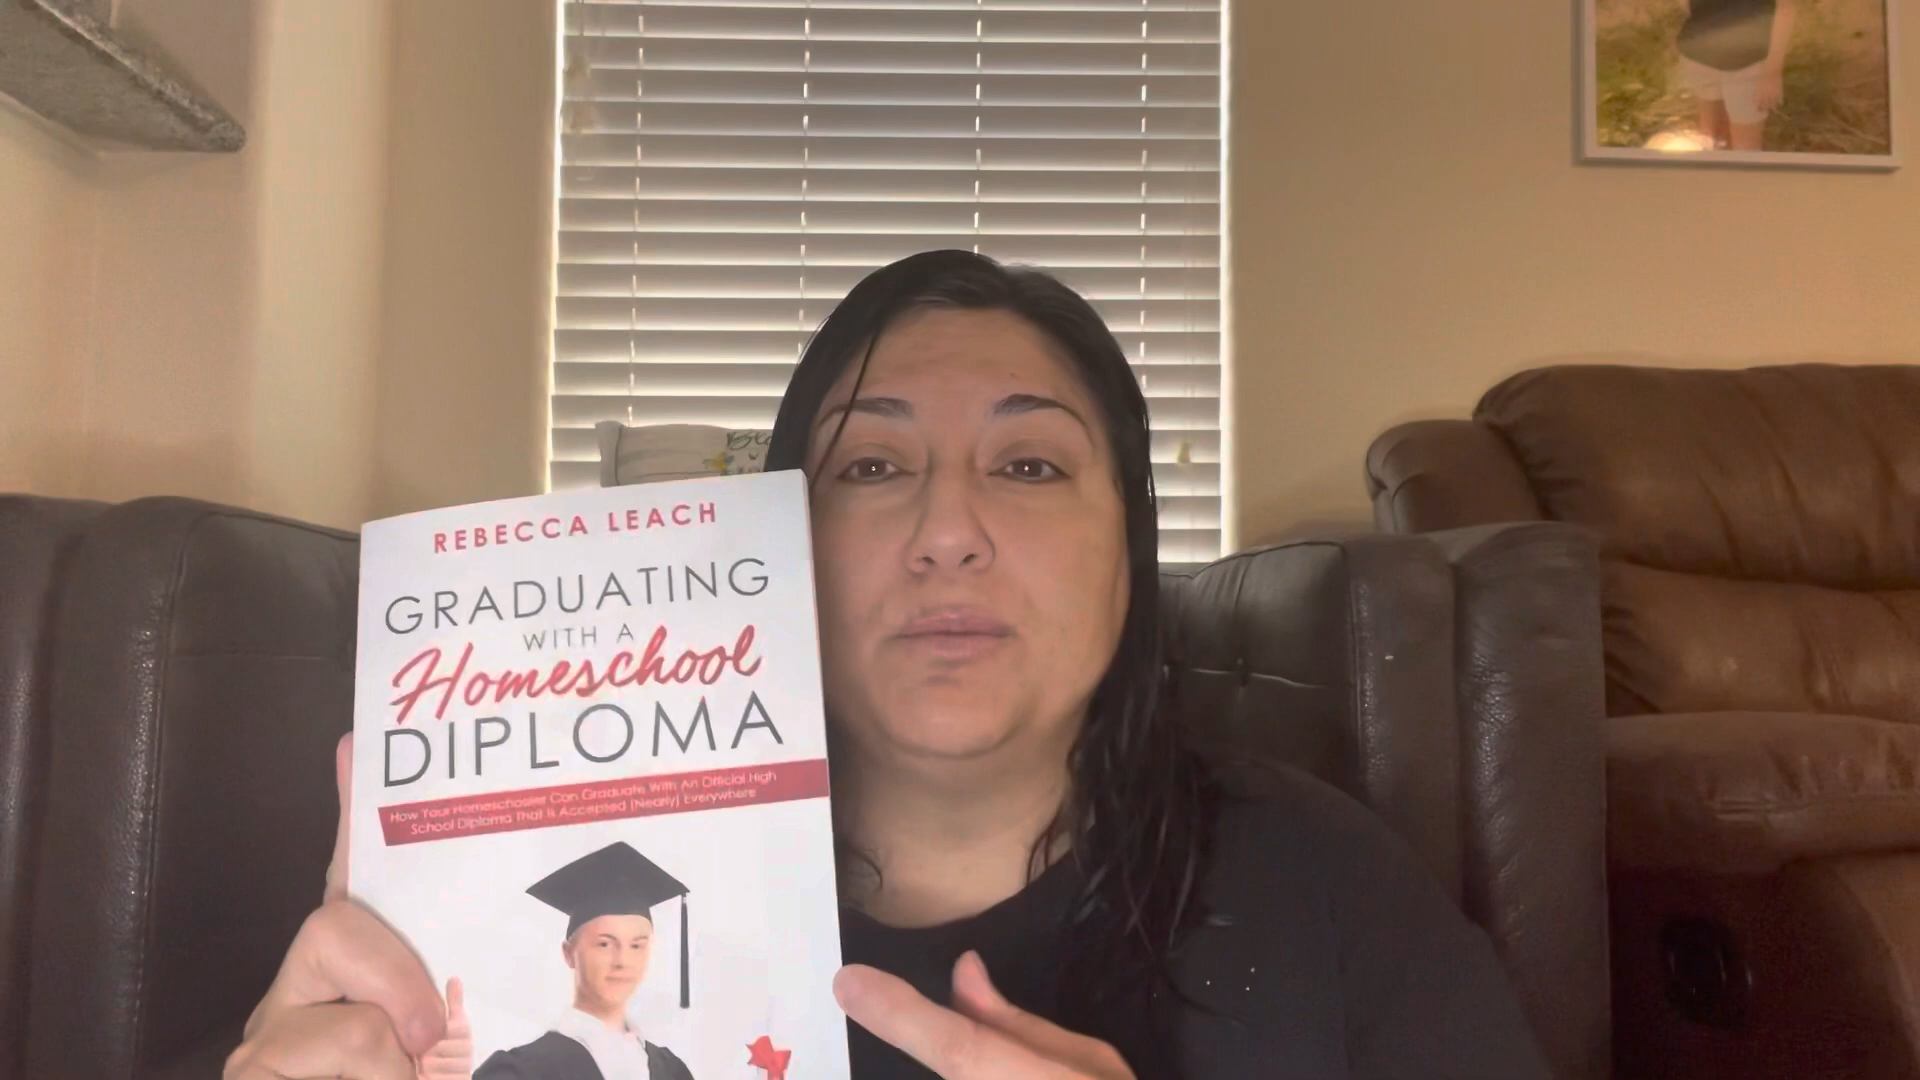 REBECCA LEACH
GRADUATING
WITH A
Homeschool
DIPLOMA
How Your Homeschooler Can Graduate With An Official High
School Diploma That Is Accepted (Nearly) Everywhere